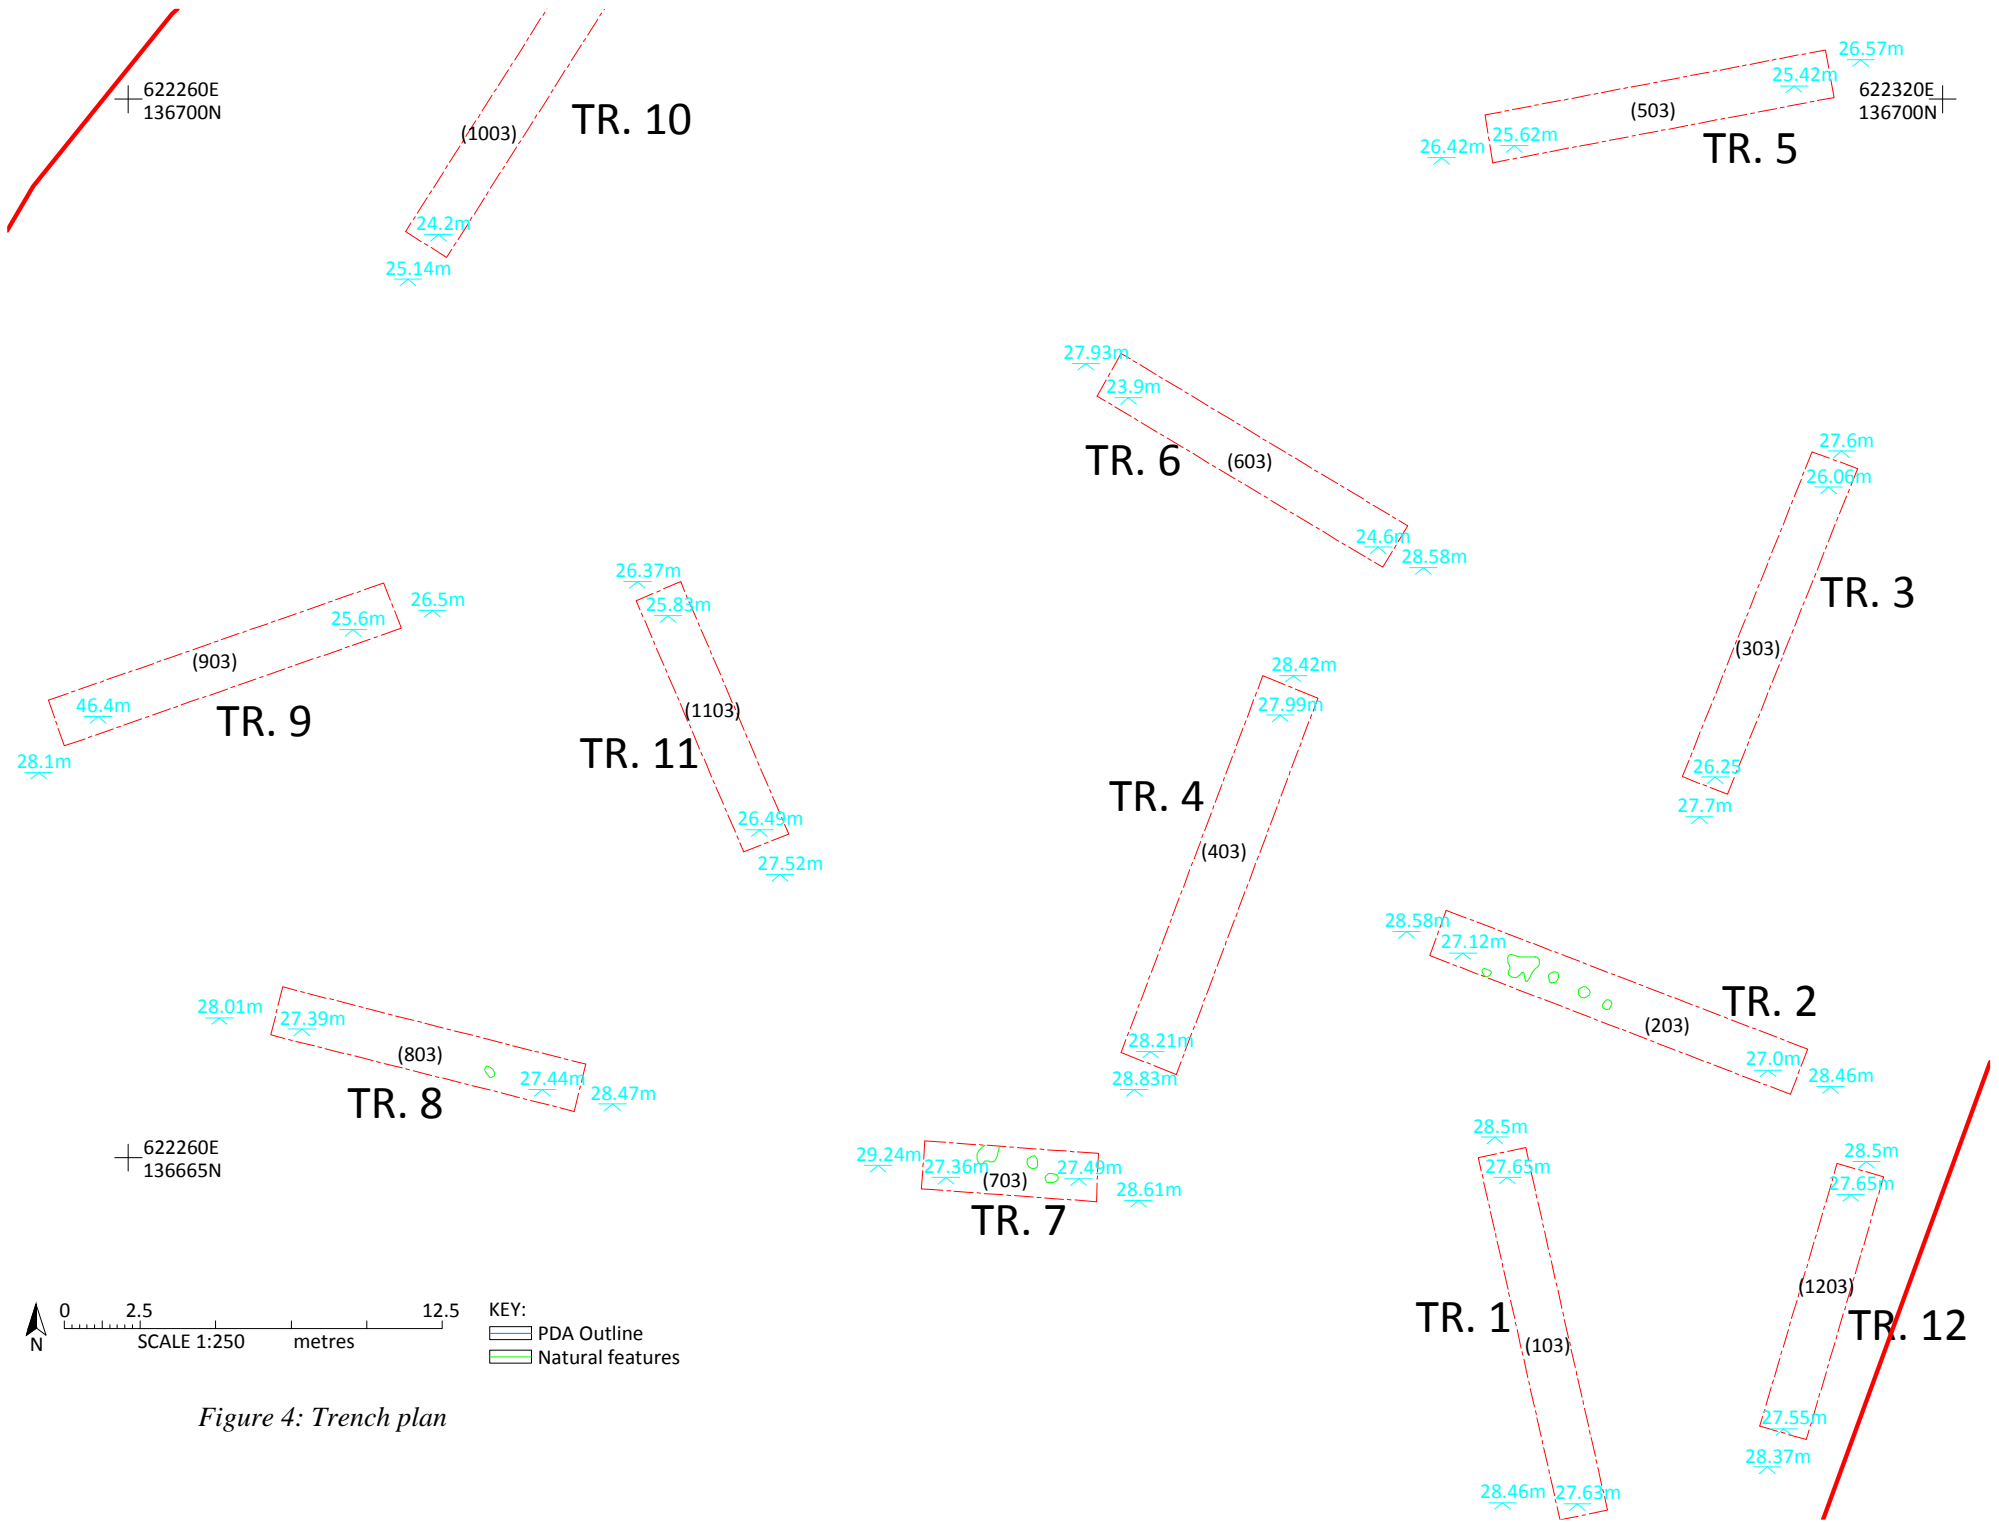 622260E
136700N
(1003)
TR. 10
24.2m
25.14m
26.57m
25.42m
622320E
136700N
(503)
25.62m
26.42m
TR. 5
27.93m
23.9m
TR. 6
(603)
24.6m
28.58m
27.6m
26.06m
TR. 3
(303)
26.25
27.7m
26.5m
25.6m
(903)
46.4m
TR. 9
28.1m
26.37m
25.83m
(1103)
TR. 11
26.49m
27.52m
28.42m
27.99m
TR. 4
(403)
28.21m
28.83m
28.58m
27.12m
TR. 2
(203)
27.0m
28.46m
28.01m
27.39m
(803)
27.44m
28.47m
TR. 8
622260E
136665N
29.24m
27.36m
(703)
27.49m
28.61m
TR. 7
28.5m
27.65m
TR. 1
(103)
28.46m
27.63m
28.5m
27.65m
(1203)
TR. 12
27.55m
28.37m
0 2.5 12.5
SCALE 1:250 metres
N
KEY:
PDA Outline
Natural features
Figure 4: Trench plan